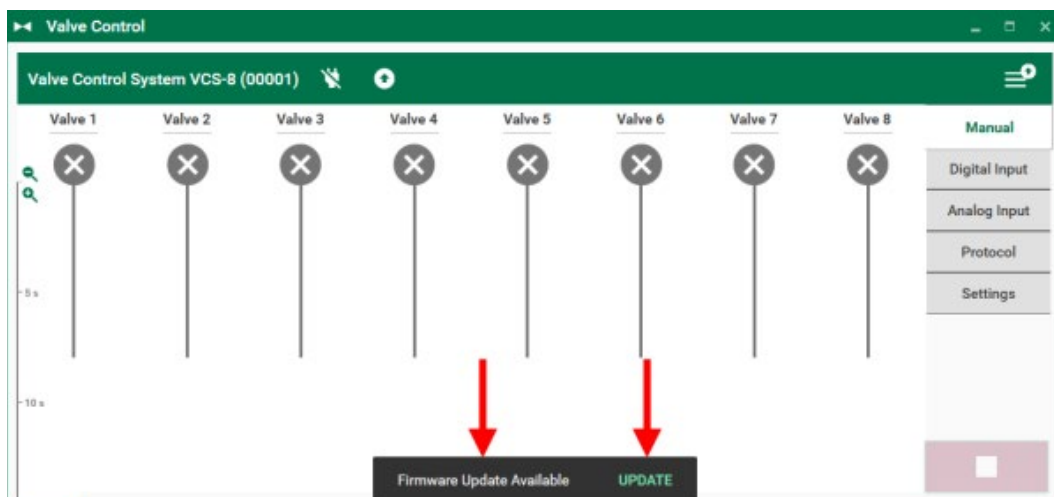 Valve Control
Valve Control System VCS-8 (00001)
Valve 1 Valve 2 Valve 3 Valve 4 Valve 5 Valve 6 Valve 7 Valve 8
Manual
Digital Input
Analog Input
Protocol
Settings
5 s
10 s
Firmware Update Available UPDATE